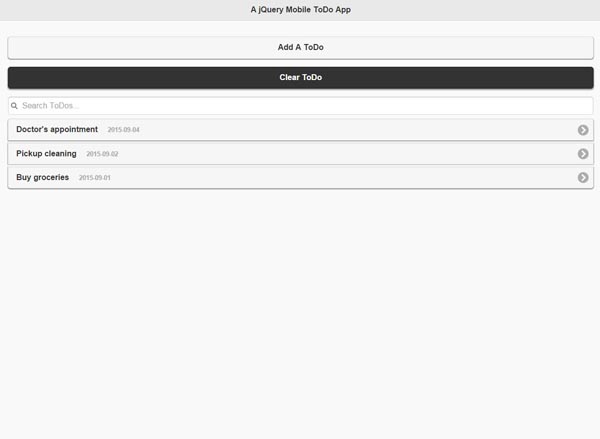 A jQuery Mobile ToDo App
Add A ToDo
Clear ToDo
Search ToDos...
Doctor's appointment 2015-09-04
Pickup cleaning 2015-09-02
Buy groceries 2015-09-01